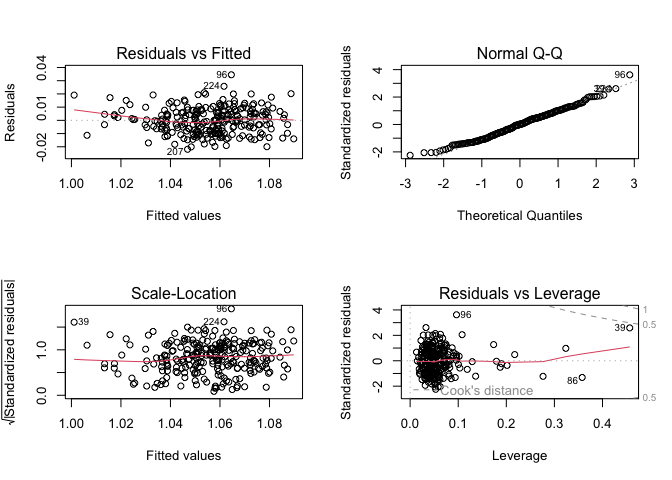 Residuals vs Fitted
Residuals
-0.02 0.01 0.04
96
224
207
1.00 1.02 1.04 1.06 1.08
Fitted values
Normal Q-Q
Standardized residuals
-2 0 2 4
96
224
-3 -2 -1 0 1 2 3
Theoretical Quantiles
Scale-Location
√|Standardized residuals|
0.0 1.0
39
96
224
1.00 1.02 1.04 1.06 1.08
Fitted values
Residuals vs Leverage
Standardized residuals
-2 0 2 4
96
39
86
Cook's distance
1
0.5
0.5
0.0 0.1 0.2 0.3 0.4
Leverage